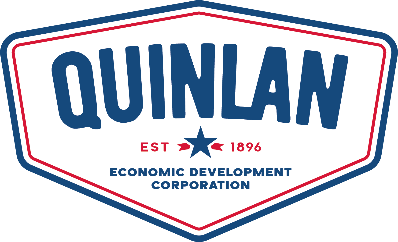 QUINLAN
EST 1896
ECONOMIC DEVELOPMENT
CORPORATION